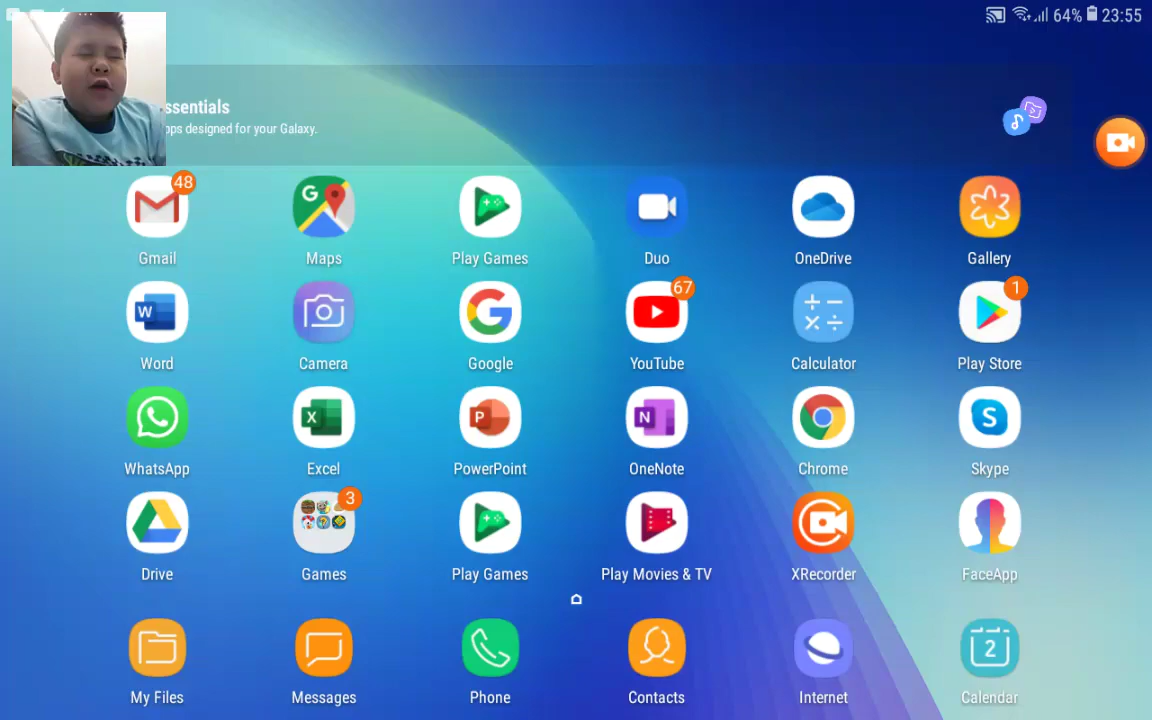 64% 23:55
ssentials
pps designed for your Galaxy.
48
Gmail
Maps
Play Games
Duo
OneDrive
Gallery
67
1
Word
Camera
Google
YouTube
Calculator
Play Store
WhatsApp
Excel
PowerPoint
OneNote
Chrome
Skype
3
Drive
Games
Play Games
Play Movies & TV
XRecorder
FaceApp
2
My Files
Messages
Phone
Contacts
Internet
Calendar